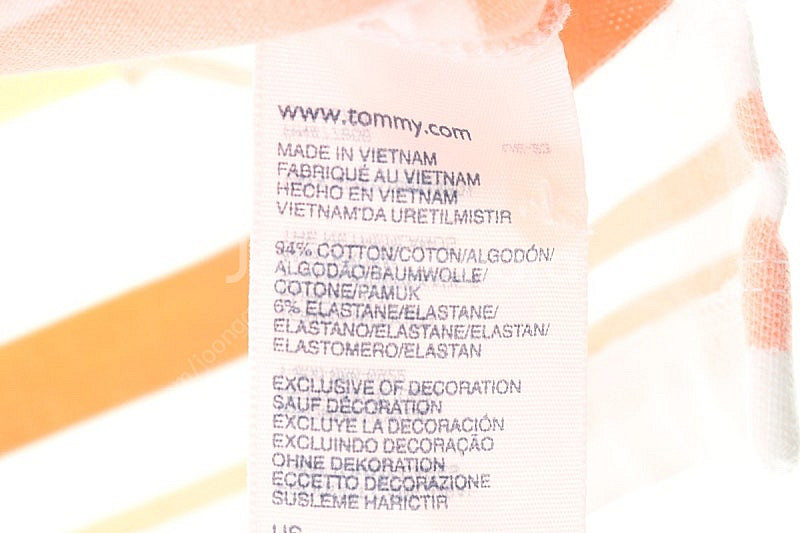 www.tommy.com
MADE IN VIETNAM
FABRIQUÉ AU VIETNAM
HECHO EN VIETNAM
VIETNAM'DA URETILMISTIR
94% COTTON/COTON/ALGODÓN/
ALGODÃO/BAUMWOLLE/
COTONE/PAMUK
6% ELASTANE/ELASTANE/
ELASTANO/ELASTANE/ELASTAN/
ELASTOMERO/ELASTAN
EXCLUSIVE OF DECORATION
SAUF DÉCORATION
EXCLUYE LA DECORACIÓN
EXCLUINDO DECORAÇÃO
OHNE DEKORATION
ECCETTO DECORAZIONE
SUSLEME HARICTIR
US